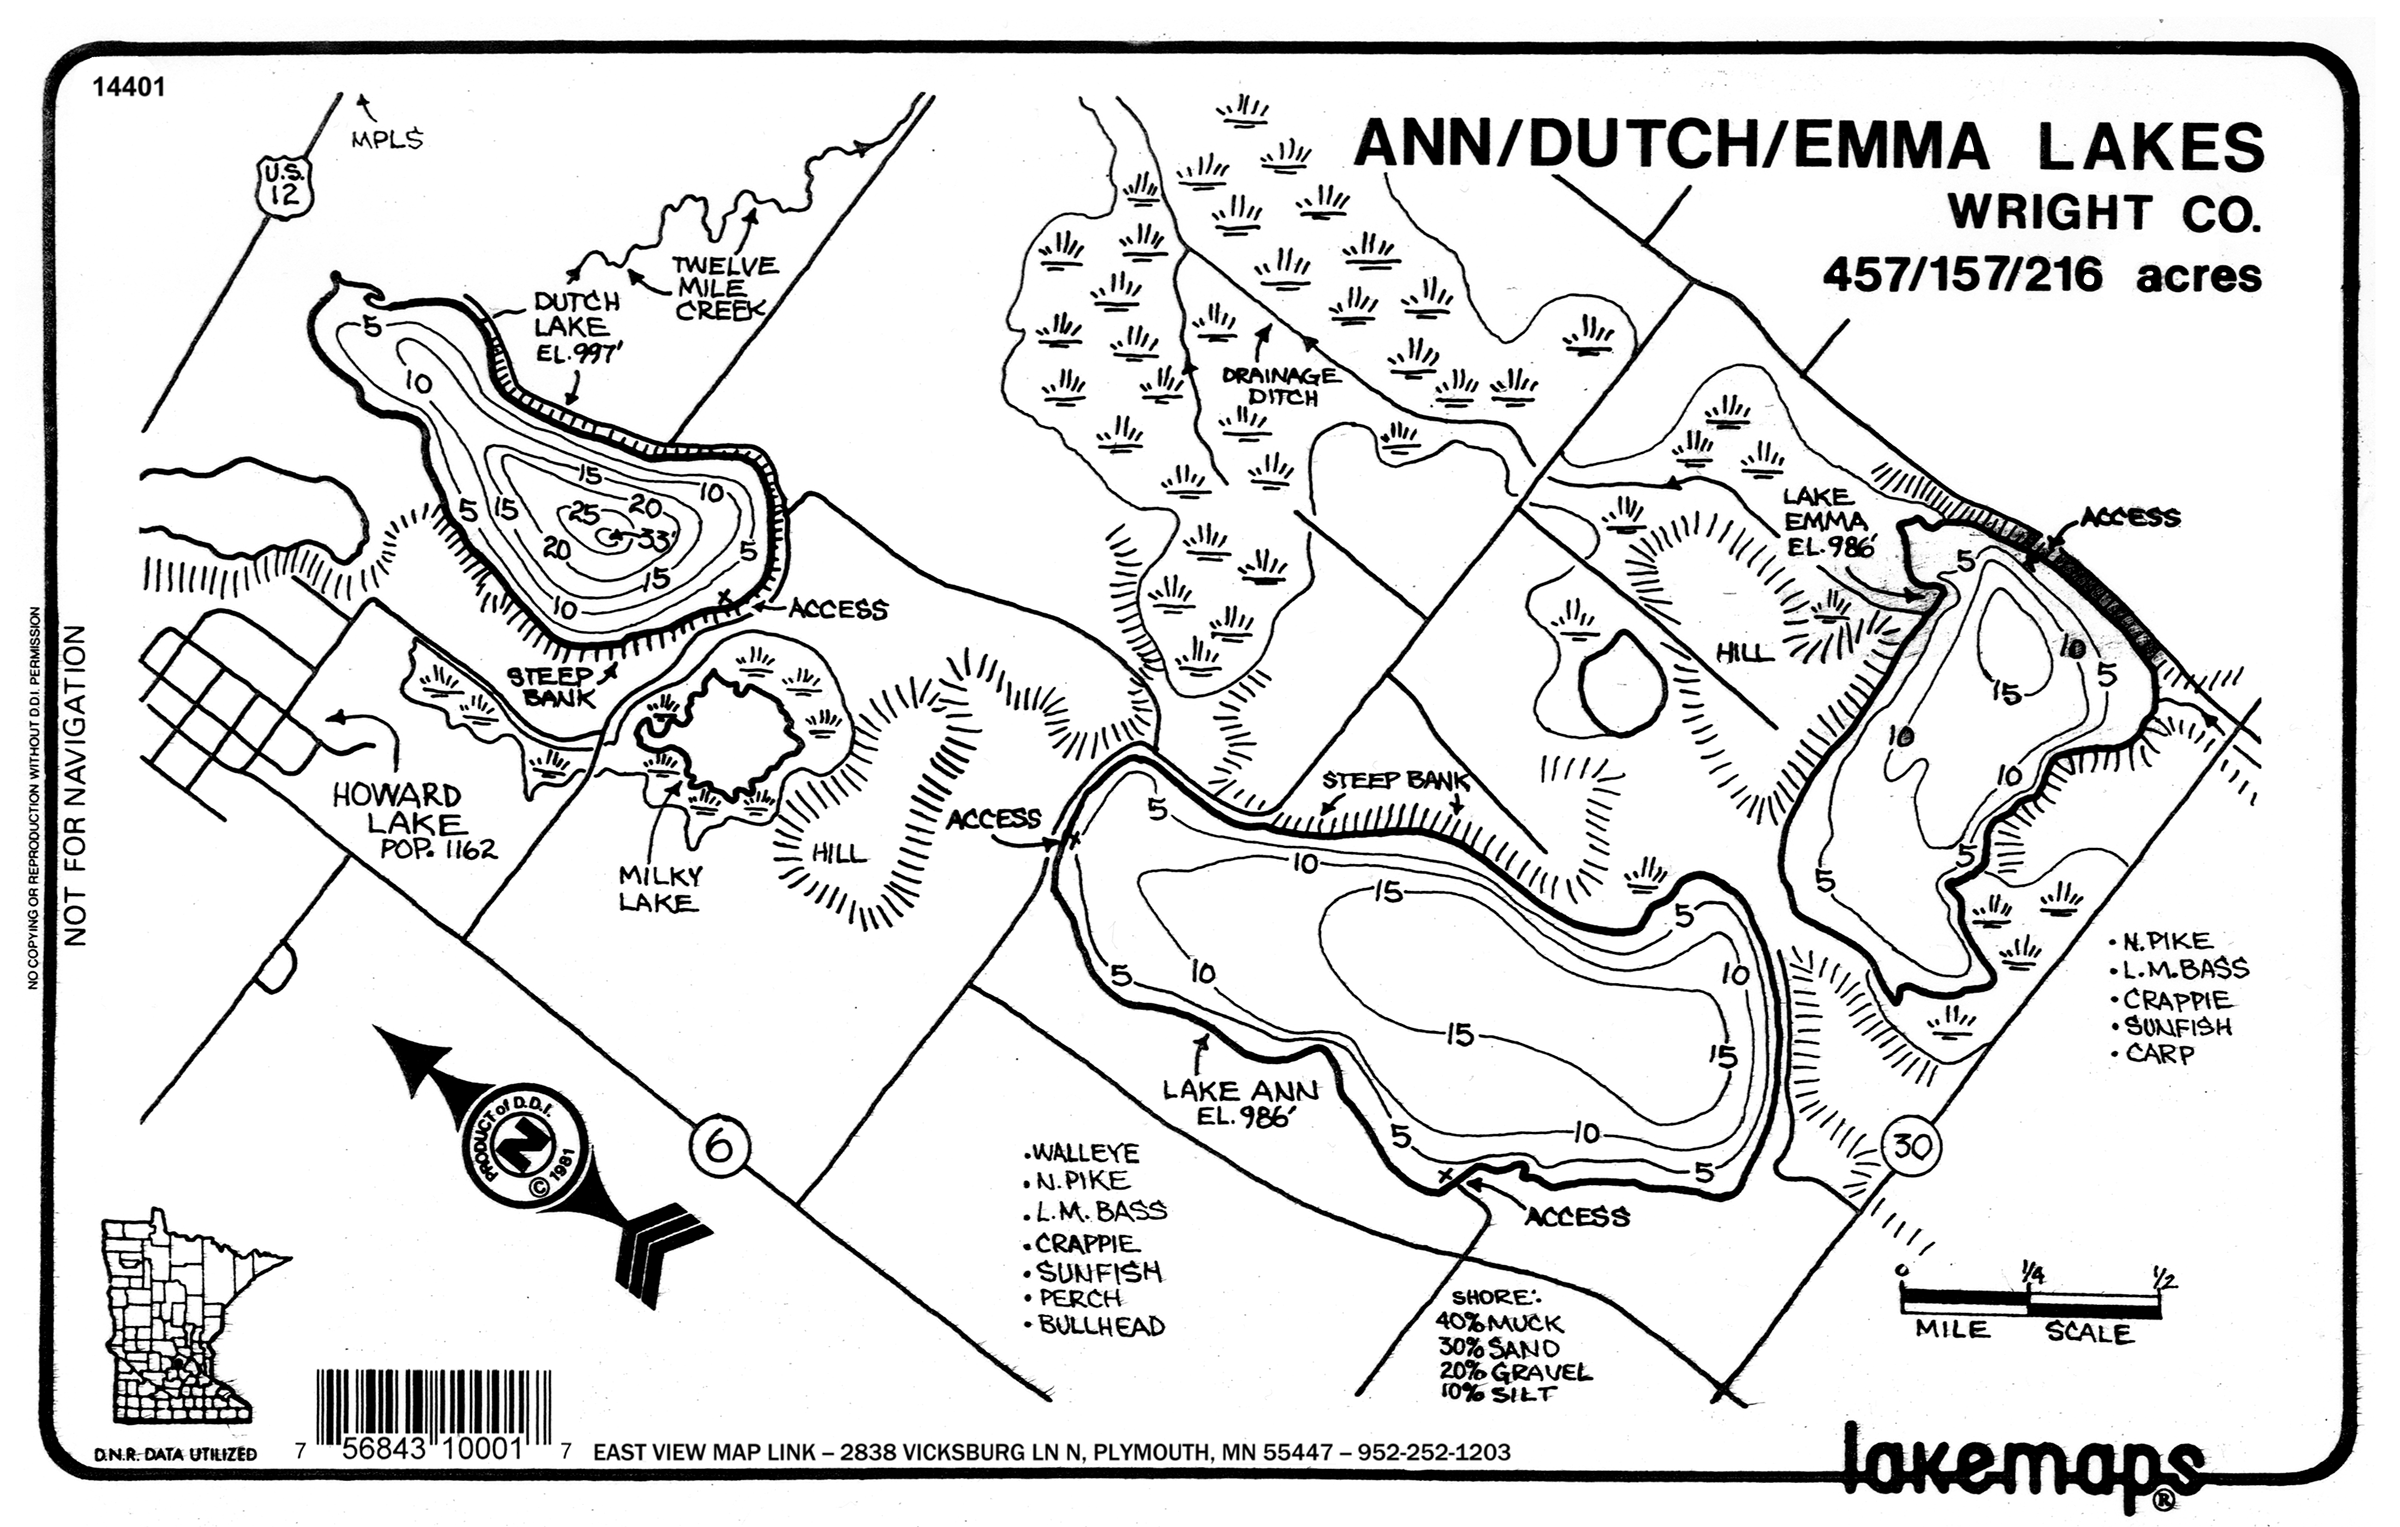 14401
MPLS
U.S.
12
ANN/DUTCH/EMMA LAKES
WRIGHT CO.
457/157/216 acres
TWELVE
MILE
CREEK
DUTCH
LAKE
EL. 997'
5
10
15
10
20
25
33'
5
15
20
5
15
10
ACCESS
STEEP
BANK
DRAINAGE
DITCH
LAKE
EMMA
EL. 986'
ACCESS
5
10
5
15
10
10
5
5
HILL
HOWARD
LAKE
POP. 1162
MILKY
LAKE
HILL
ACCESS
STEEP BANK
5
10
15
5
10
5
10
15
15
5
10
5
LAKE ANN
EL. 986'
ACCESS
• N. PIKE
• L.M. BASS
• CRAPPIE
• SUNFISH
• CARP
6
30
• WALLEYE
• N. PIKE
• L.M. BASS
• CRAPPIE
• SUNFISH
• PERCH
• BULLHEAD
SHORE:
40% MUCK
30% SAND
20% GRAVEL
10% SILT
0 1/4 1/2
MILE SCALE
PRODUCT of D.D.I.
N
© 1981
NO COPYING OR REPRODUCTION WITHOUT D.D.I. PERMISSION
NOT FOR NAVIGATION
D.N.R. DATA UTILIZED
7 56843 10001 7
EAST VIEW MAP LINK – 2838 VICKSBURG LN N, PLYMOUTH, MN 55447 – 952-252-1203
lakemaps®